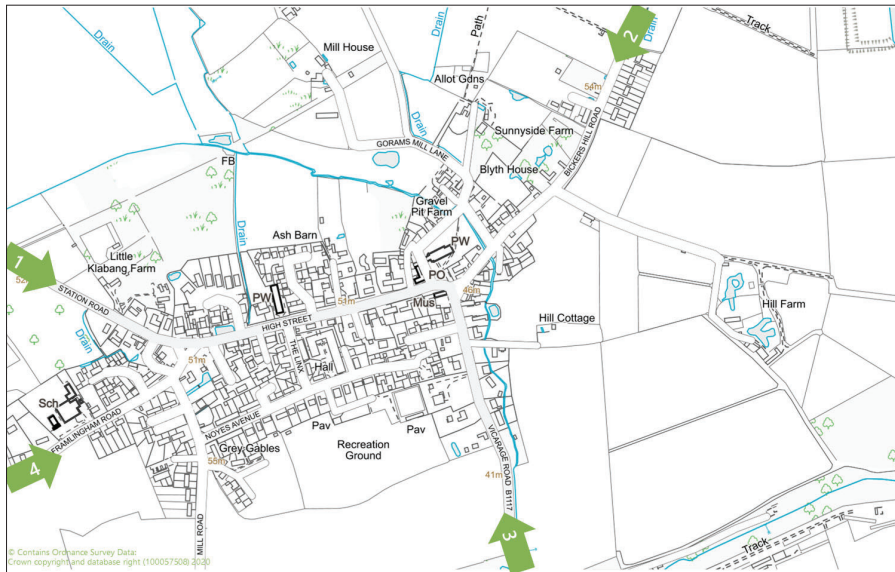 Drain
Mill House
Drain
Path
2
Drain
Track
Allot Gdns
54m
Drain
Sunnyside Farm
GORAMS MILL LANE
BICKERS HILL ROAD
FB
Blyth House
Gravel
Pit Farm
Drain
Ash Barn
PW
Little
Klabang Farm
1
52
STATION ROAD
PO
PW
51m
Mus
46m
HIGH STREET
Hill Farm
Hill Cottage
Drain
51m
THE LINX
Hall
Sch
FRAMLINGHAM ROAD
NOYES AVENUE
Pav
Pav
4
Grey Gables
Recreation
Ground
55m
VICARAGE ROAD B1117
41m
MILL ROAD
3
Track
© Contains Ordnance Survey Data:
Crown copyright and database right (100057508) 2020